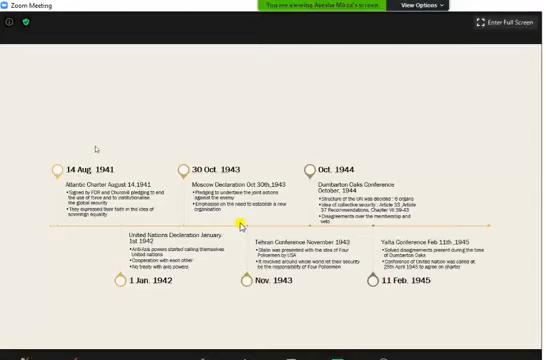 Zoom Meeting
You are viewing Ayesha Mirza's screen
View Options
Enter Full Screen
14 Aug. 1941
Atlantic Charter August 14,1941
•Signed by FDR and Churchill pledging to end
the use of force and to institutionalise
the global security
•They expressed their faith in the idea of
sovereign equality
30 Oct. 1943
Moscow Declaration Oct 30th,1943
•Pledging to undertake the joint actions
against the enemy
•Emphasise on the need to establish a new
organisation
Oct. 1944
Dumbarton Oaks Conference
October, 1944
•Structure of the UN was decided : 6 organs
•Idea of collective security : Article 33, Article
37 Recommendations, Chapter VII 39-43
•Disagreements over the membership and
veto
United Nations Declaration January
1st 1942
•Anti-Axis powers started calling themselves
United nations
•Cooperation with each other
•No treaty with axis powers
1 Jan. 1942
Tehran Conference November 1943
•Stalin was presented with the idea of Four
Policemen by USA
•It revolved around whole world let their security
be the responsibility of Four Policemen
Nov. 1943
Yalta Conference Feb 11th ,1945
•Solved disagreements present during the time
of Dumbarton Oaks
•Conference of United nation was called at
25th April 1945 to agree on charter
11 Feb. 1945